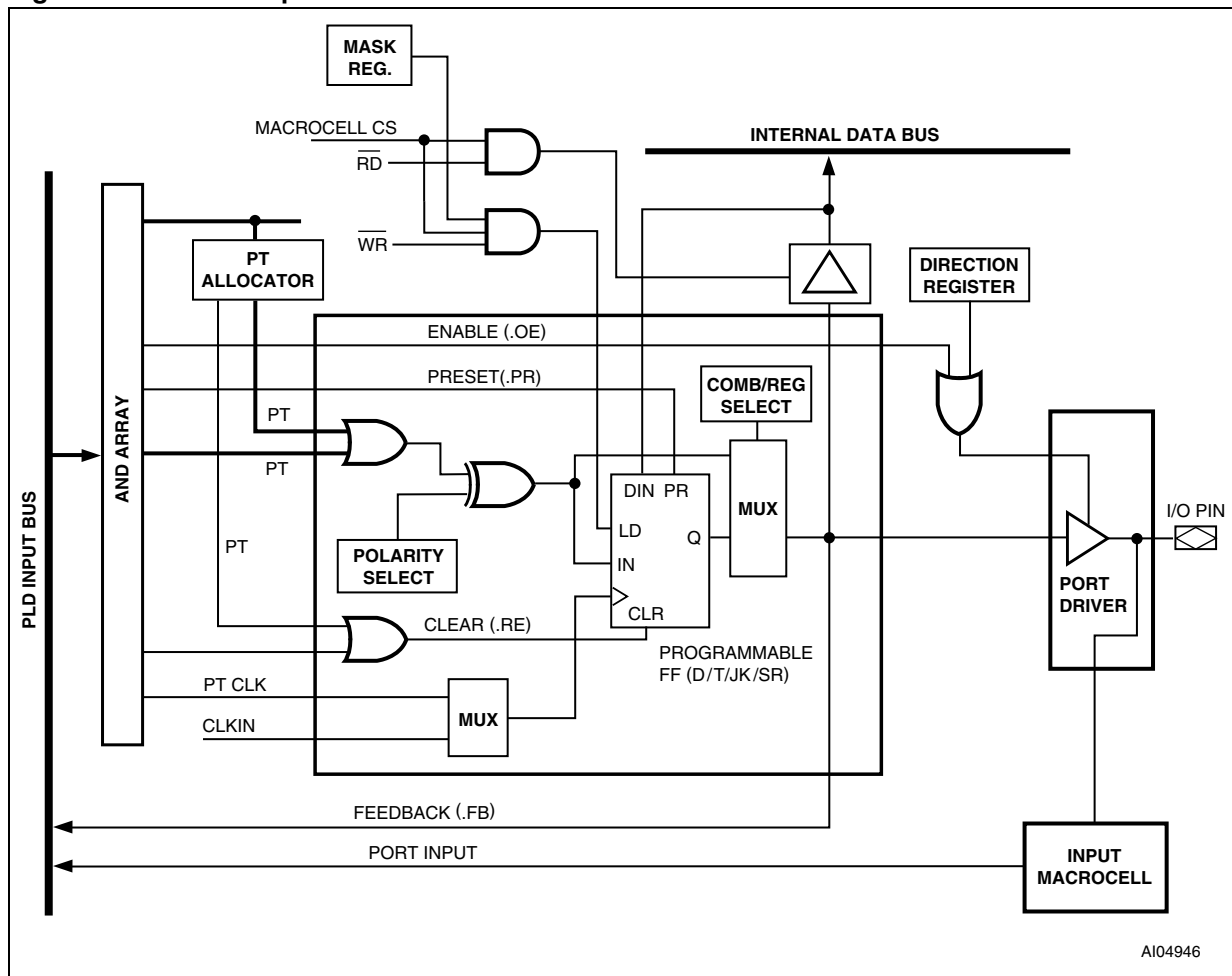 MASK
REG.
MACROCELL CS
RD
WR
INTERNAL DATA BUS
PT
ALLOCATOR
DIRECTION
REGISTER
ENABLE (.OE)
PRESET(.PR)
COMB/REG
SELECT
PT
PT
AND ARRAY
PLD INPUT BUS
DIN PR
MUX
LD
Q
IN
CLR
POLARITY
SELECT
I/O PIN
PORT
DRIVER
PT
CLEAR (.RE)
PROGRAMMABLE
FF (D/T/JK/SR)
PT CLK
MUX
CLKIN
FEEDBACK (.FB)
PORT INPUT
INPUT
MACROCELL
AI04946